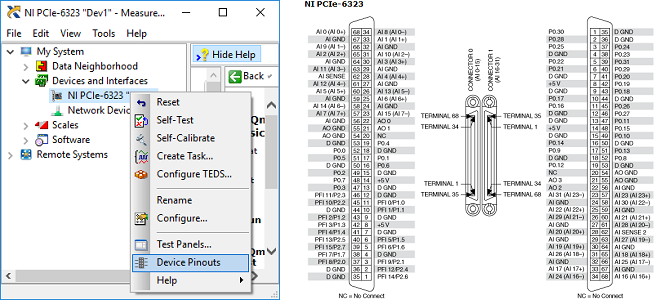 NI PCIe-6323 "Dev1" - Measure...
File Edit View Tools Help
My System
Data Neighborhood
Devices and Interfaces
NI PCIe-6323 "
Network Devic
Scales
Software
Remote Systems
Hide Help
Back
Reset
Self-Test
Self-Calibrate
Create Task...
Configure TEDS...
Rename
Configure...
Test Panels...
Device Pinouts
Help
NI PCIe-6323
AI 0 (AI 0+) 68 34 AI 8 (AI 0–)
AI GND 67 33 AI 1 (AI 1+)
AI 9 (AI 1–) 66 32 AI GND
AI 2 (AI 2+) 65 31 AI 10 (AI 2–)
AI GND 64 30 AI 3 (AI 3+)
AI 11 (AI 3–) 63 29 AI GND
AI SENSE 62 28 AI 4 (AI 4+)
AI 12 (AI 4–) 61 27 AI GND
AI 5 (AI 5+) 60 26 AI 13 (AI 5–)
AI GND 59 25 AI 6 (AI 6+)
AI 14 (AI 6–) 58 24 AI GND
AI 7 (AI 7+) 57 23 AI 15 (AI 7–)
AI GND 56 22 AO 0
AO GND 55 21 AO 1
AO GND 54 20 NC
D GND 53 19 P0.4
P0.0 52 18 D GND
P0.5 51 17 P0.1
D GND 50 16 P0.6
P0.2 49 15 D GND
P0.7 48 14 +5 V
P0.3 47 13 D GND
PFI 11/P2.3 46 12 D GND
PFI 10/P2.2 45 11 PFI 0/P1.0
D GND 44 10 PFI 1/P1.1
PFI 2/P1.2 43 9 D GND
PFI 3/P1.3 42 8 +5 V
PFI 4/P1.4 41 7 D GND
PFI 13/P2.5 40 6 PFI 5/P1.5
PFI 15/P2.7 39 5 PFI 6/P1.6
PFI 7/P1.7 38 4 D GND
PFI 8/P2.0 37 3 PFI 9/P2.1
D GND 36 2 PFI 12/P2.4
D GND 35 1 PFI 14/P2.6
NC = No Connect
CONNECTOR 0
(AI 0-15)
CONNECTOR 1
(AI 16-31)
TERMINAL 68
TERMINAL 35
TERMINAL 34
TERMINAL 1
TERMINAL 1
TERMINAL 34
TERMINAL 35
TERMINAL 68
P0.30 1 35 D GND
P0.28 2 36 D GND
P0.25 3 37 P0.24
D GND 4 38 P0.23
P0.22 5 39 P0.31
P0.21 6 40 P0.29
D GND 7 41 P0.20
+5 V 8 42 P0.19
D GND 9 43 P0.18
P0.17 10 44 D GND
P0.16 11 45 P0.26
D GND 12 46 P0.27
D GND 13 47 P0.11
+5 V 14 48 P0.15
D GND 15 49 P0.10
P0.14 16 50 D GND
P0.9 17 51 P0.13
D GND 18 52 P0.8
P0.12 19 53 D GND
NC 20 54 AO GND
AO 3 21 55 AO GND
AO 2 22 56 AI GND
AI 31 (AI 23–) 23 57 AI 23 (AI 23+)
AI GND 24 58 AI 30 (AI 22–)
AI 22 (AI 22+) 25 59 AI GND
AI 29 (AI 21–) 26 60 AI 21 (AI 21+)
AI GND 27 61 AI 28 (AI 20–)
AI 20 (AI 20+) 28 62 AI SENSE 2
AI GND 29 63 AI 27 (AI 19–)
AI 19 (AI 19+) 30 64 AI GND
AI 26 (AI 18–) 31 65 AI 18 (AI 18+)
AI GND 32 66 AI 25 (AI 17–)
AI 17 (AI 17+) 33 67 AI GND
AI 24 (AI 16–) 34 68 AI 16 (AI 16+)
NC = No Connect